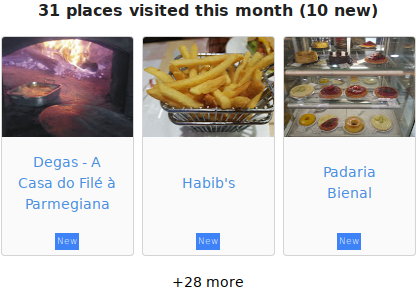 31 places visited this month (10 new)
Degas - A
Casa do Filé à
Parmegiana
New
Habib's
New
Padaria
Bienal
New
+28 more